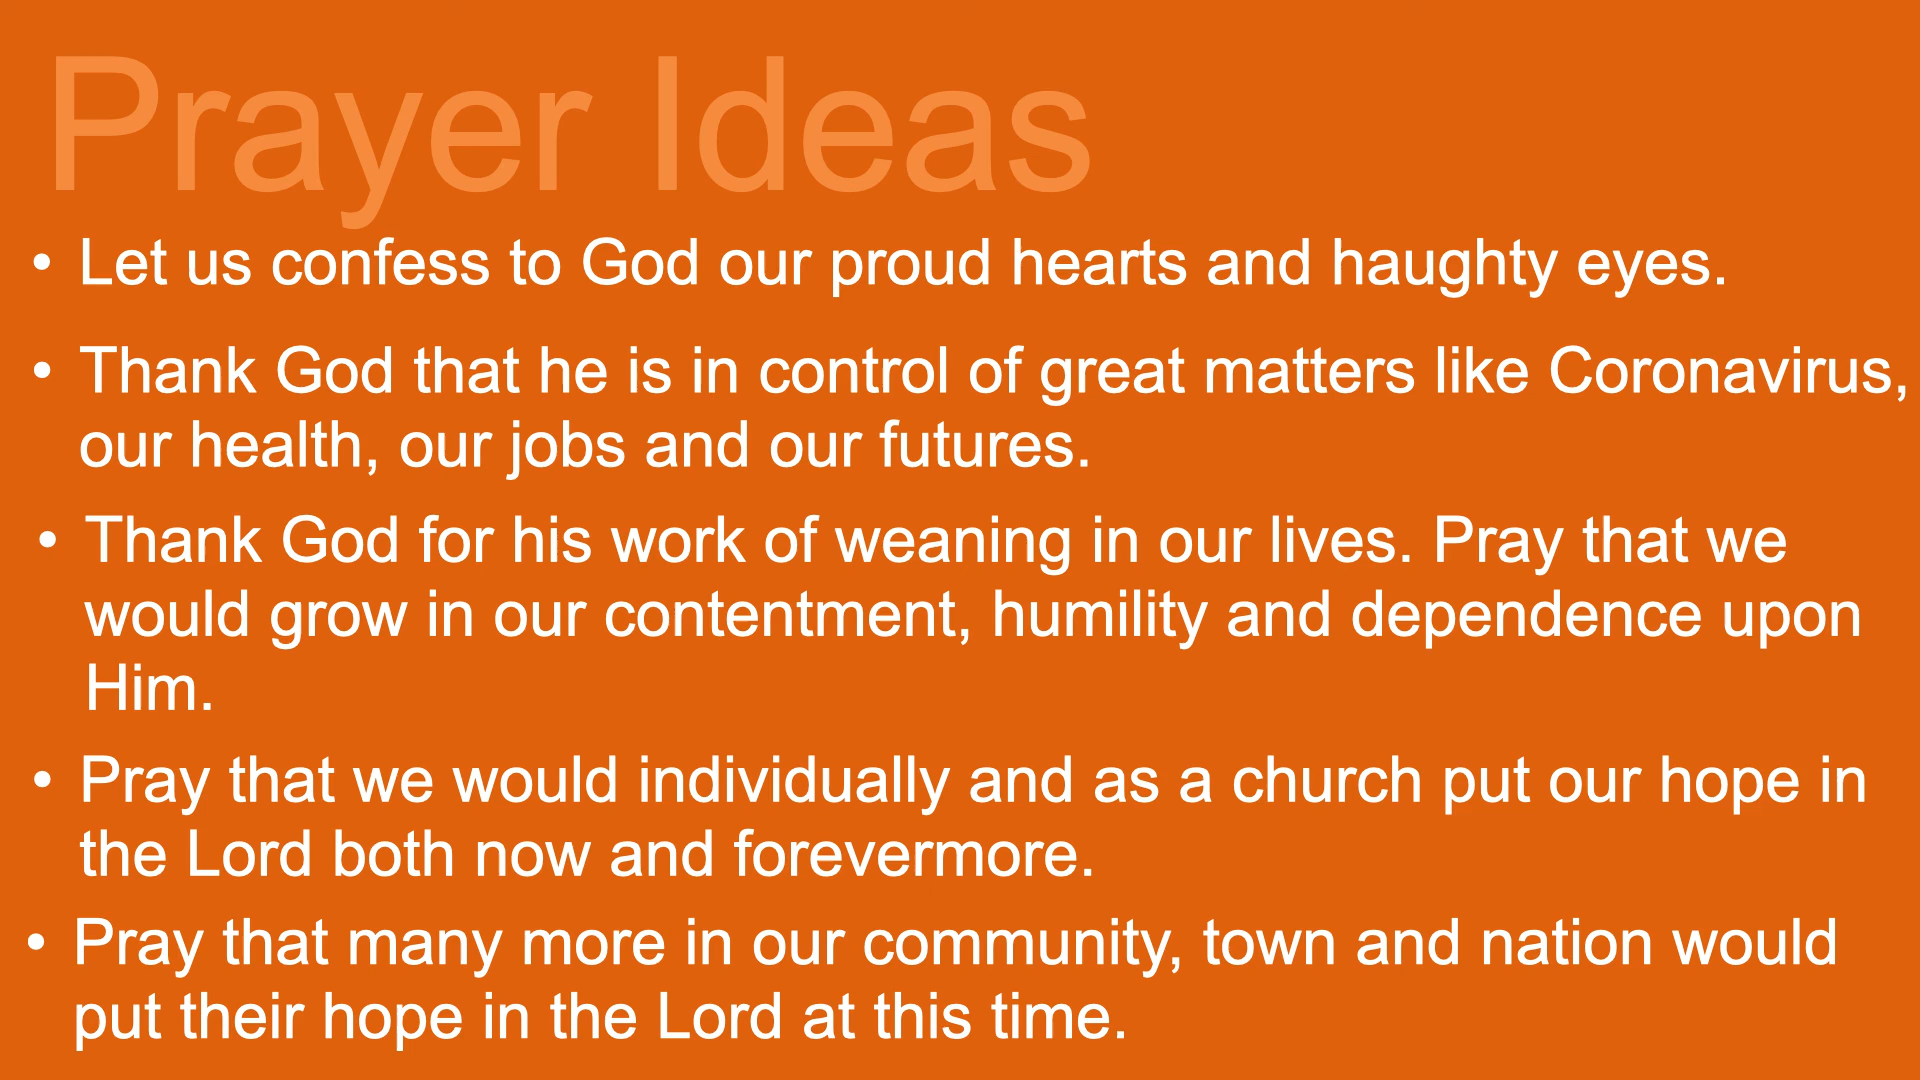 Prayer Ideas
• Let us confess to God our proud hearts and haughty eyes.
• Thank God that he is in control of great matters like Coronavirus,
our health, our jobs and our futures.
• Thank God for his work of weaning in our lives. Pray that we
would grow in our contentment, humility and dependence upon
Him.
• Pray that we would individually and as a church put our hope in
the Lord both now and forevermore.
• Pray that many more in our community, town and nation would
put their hope in the Lord at this time.